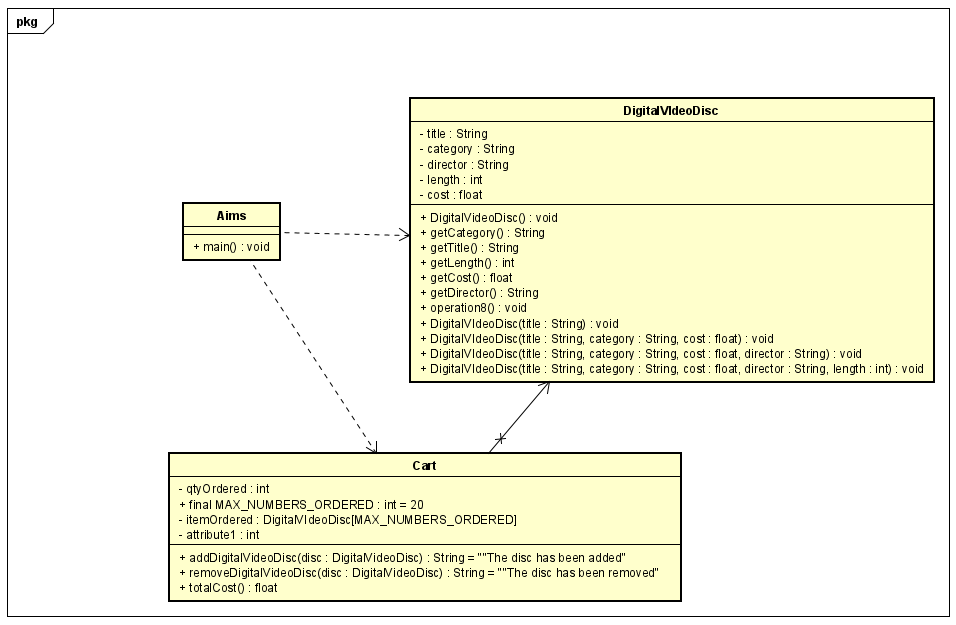 pkg
DigitalVIdeoDisc
- title : String
- category : String
- director : String
- length : int
- cost : float
+ DigitalVideoDisc() : void
+ getCategory() : String
+ getTitle() : String
+ getLength() : int
+ getCost() : float
+ getDirector() : String
+ operation8() : void
+ DigitalVIdeoDisc(title : String) : void
+ DigitalVIdeoDisc(title : String, category : String, cost : float) : void
+ DigitalVIdeoDisc(title : String, category : String, cost : float, director : String) : void
+ DigitalVIdeoDisc(title : String, category : String, cost : float, director : String, length : int) : void
Aims
+ main() : void
Cart
- qtyOrdered : int
+ final MAX_NUMBERS_ORDERED : int = 20
- itemOrdered : DigitalVIdeoDisc[MAX_NUMBERS_ORDERED]
- attribute1 : int
+ addDigitalVideoDisc(disc : DigitalVideoDisc) : String = ""The disc has been added"
+ removeDigitalVideoDisc(disc : DigitalVideoDisc) : String = ""The disc has been removed"
+ totalCost() : float